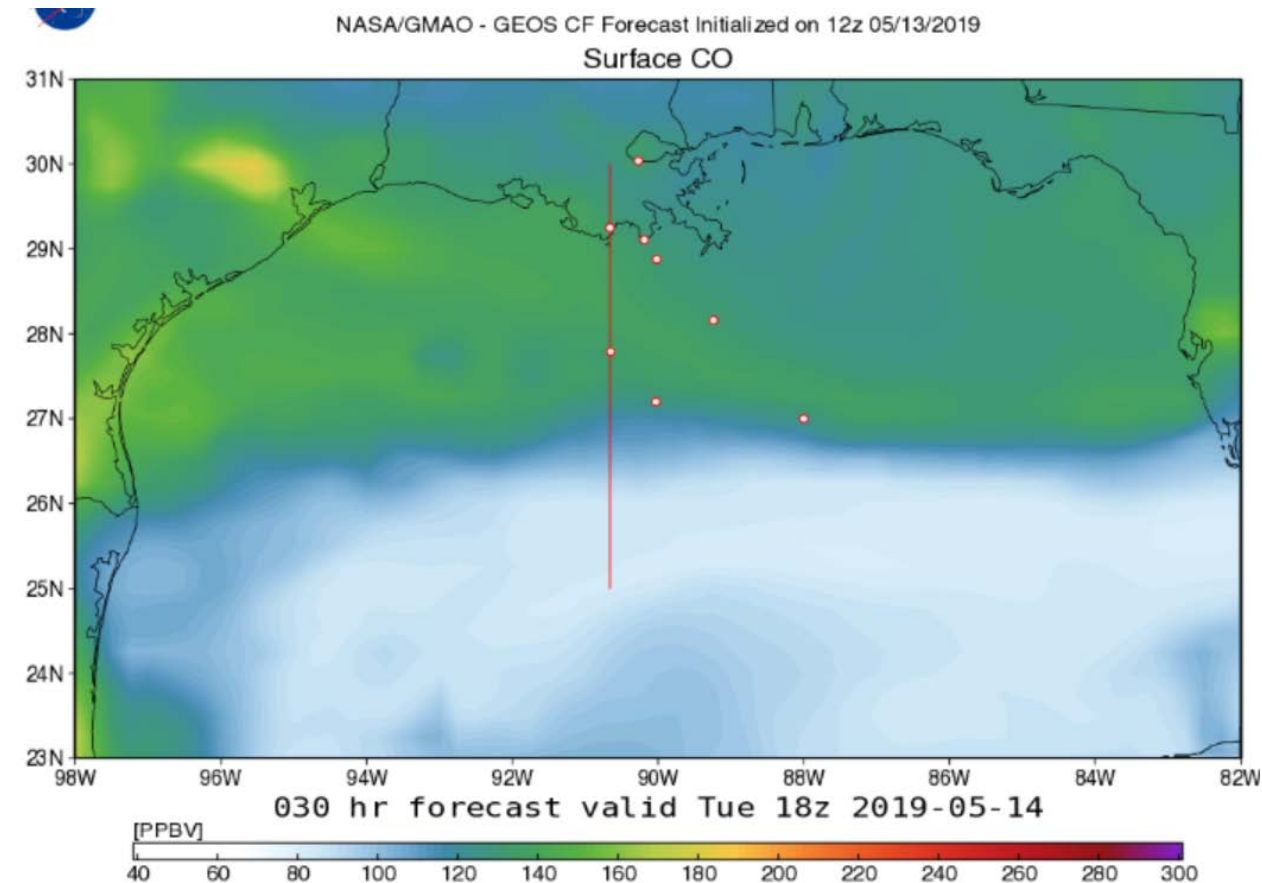 NASA/GMAO - GEOS CF Forecast Initialized on 12z 05/13/2019
Surface CO
31N
30N
29N
28N
27N
26N
25N
24N
23N
98W 96W 94W 92W 90W 88W 86W 84W 82W
030 hr forecast valid Tue 18z 2019-05-14
[PPBV]
40 60 80 100 120 140 160 180 200 220 240 260 280 300